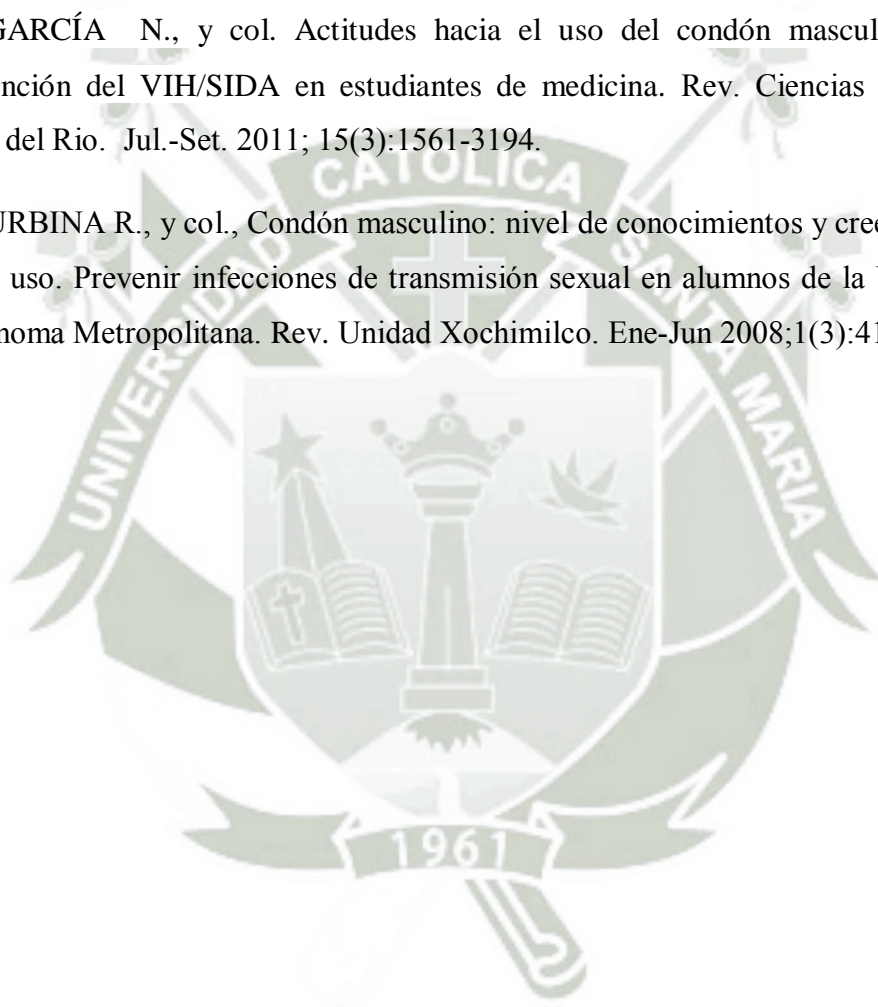 GARCÍA N., y col. Actitudes hacia el uso del condón mascul
nción del VIH/SIDA en estudiantes de medicina. Rev. Ciencias
del Rio. Jul.-Set. 2011; 15(3):1561-3194.
URBINA R., y col., Condón masculino: nivel de conocimientos y cree
uso. Prevenir infecciones de transmisión sexual en alumnos de la
noma Metropolitana. Rev. Unidad Xochimilco. Ene-Jun 2008;1(3):41
UNIVERSIDAD CATOLICA SANTA MARIA
1961